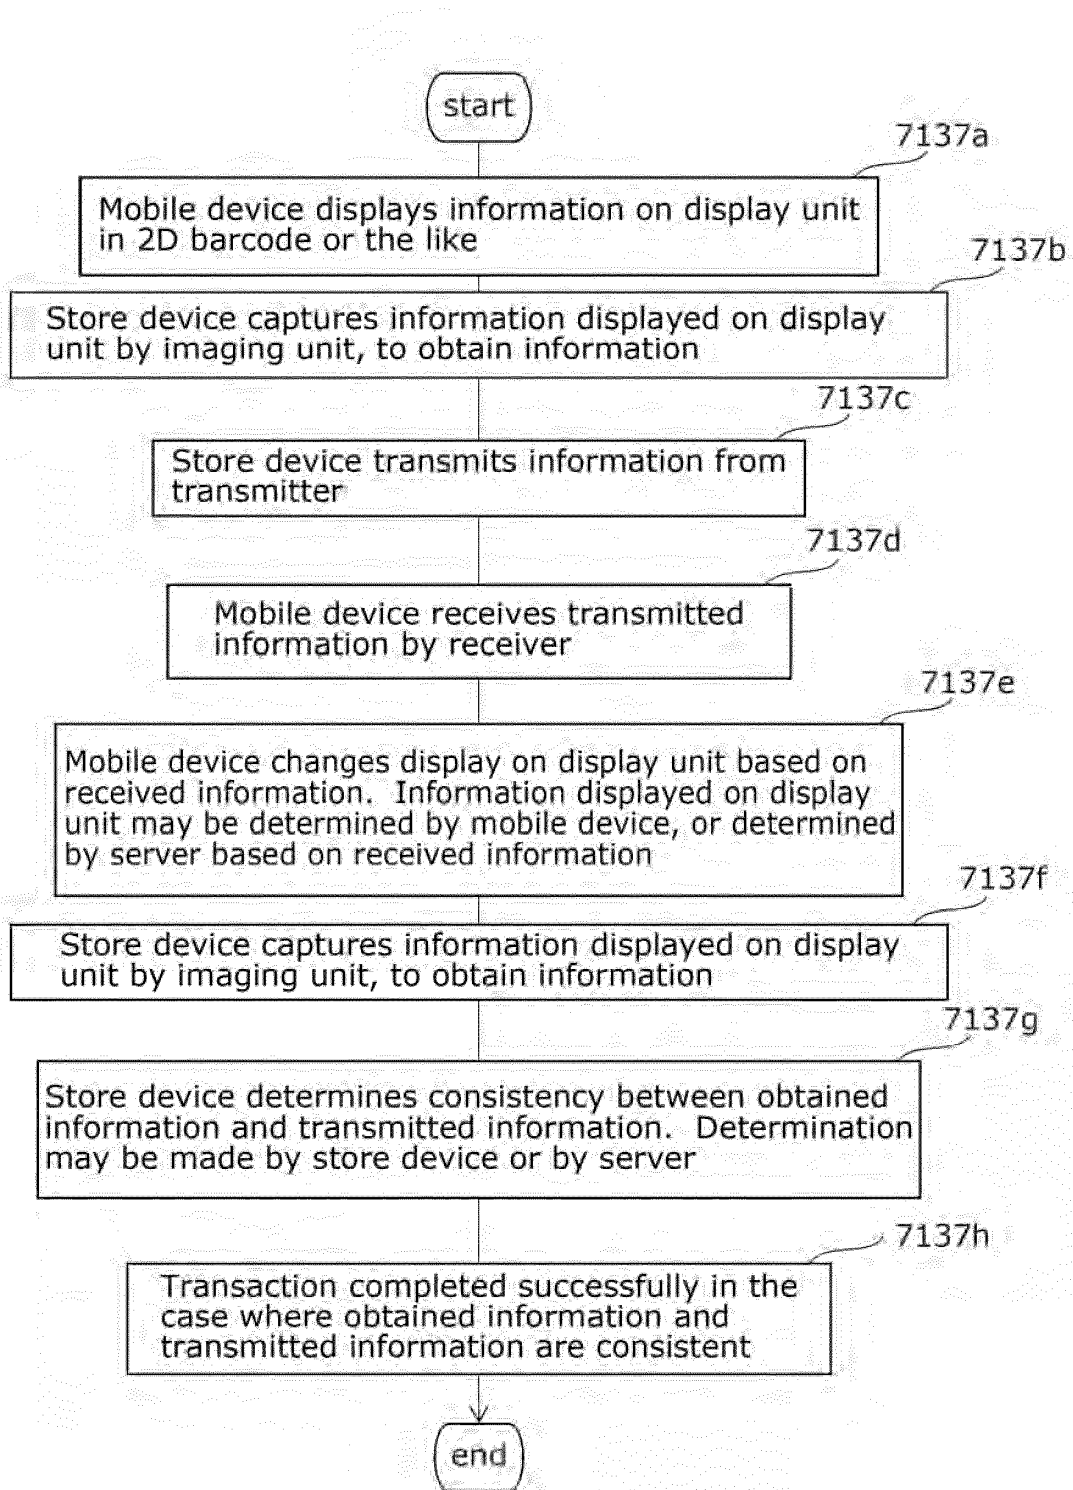 start
7137a
Mobile device displays information on display unit
in 2D barcode or the like
7137b
Store device captures information displayed on display
unit by imaging unit, to obtain information
7137c
Store device transmits information from
transmitter
7137d
Mobile device receives transmitted
information by receiver
7137e
Mobile device changes display on display unit based on
received information. Information displayed on display
unit may be determined by mobile device, or determined
by server based on received information
7137f
Store device captures information displayed on display
unit by imaging unit, to obtain information
7137g
Store device determines consistency between obtained
information and transmitted information. Determination
may be made by store device or by server
7137h
Transaction completed successfully in the
case where obtained information and
transmitted information are consistent
end